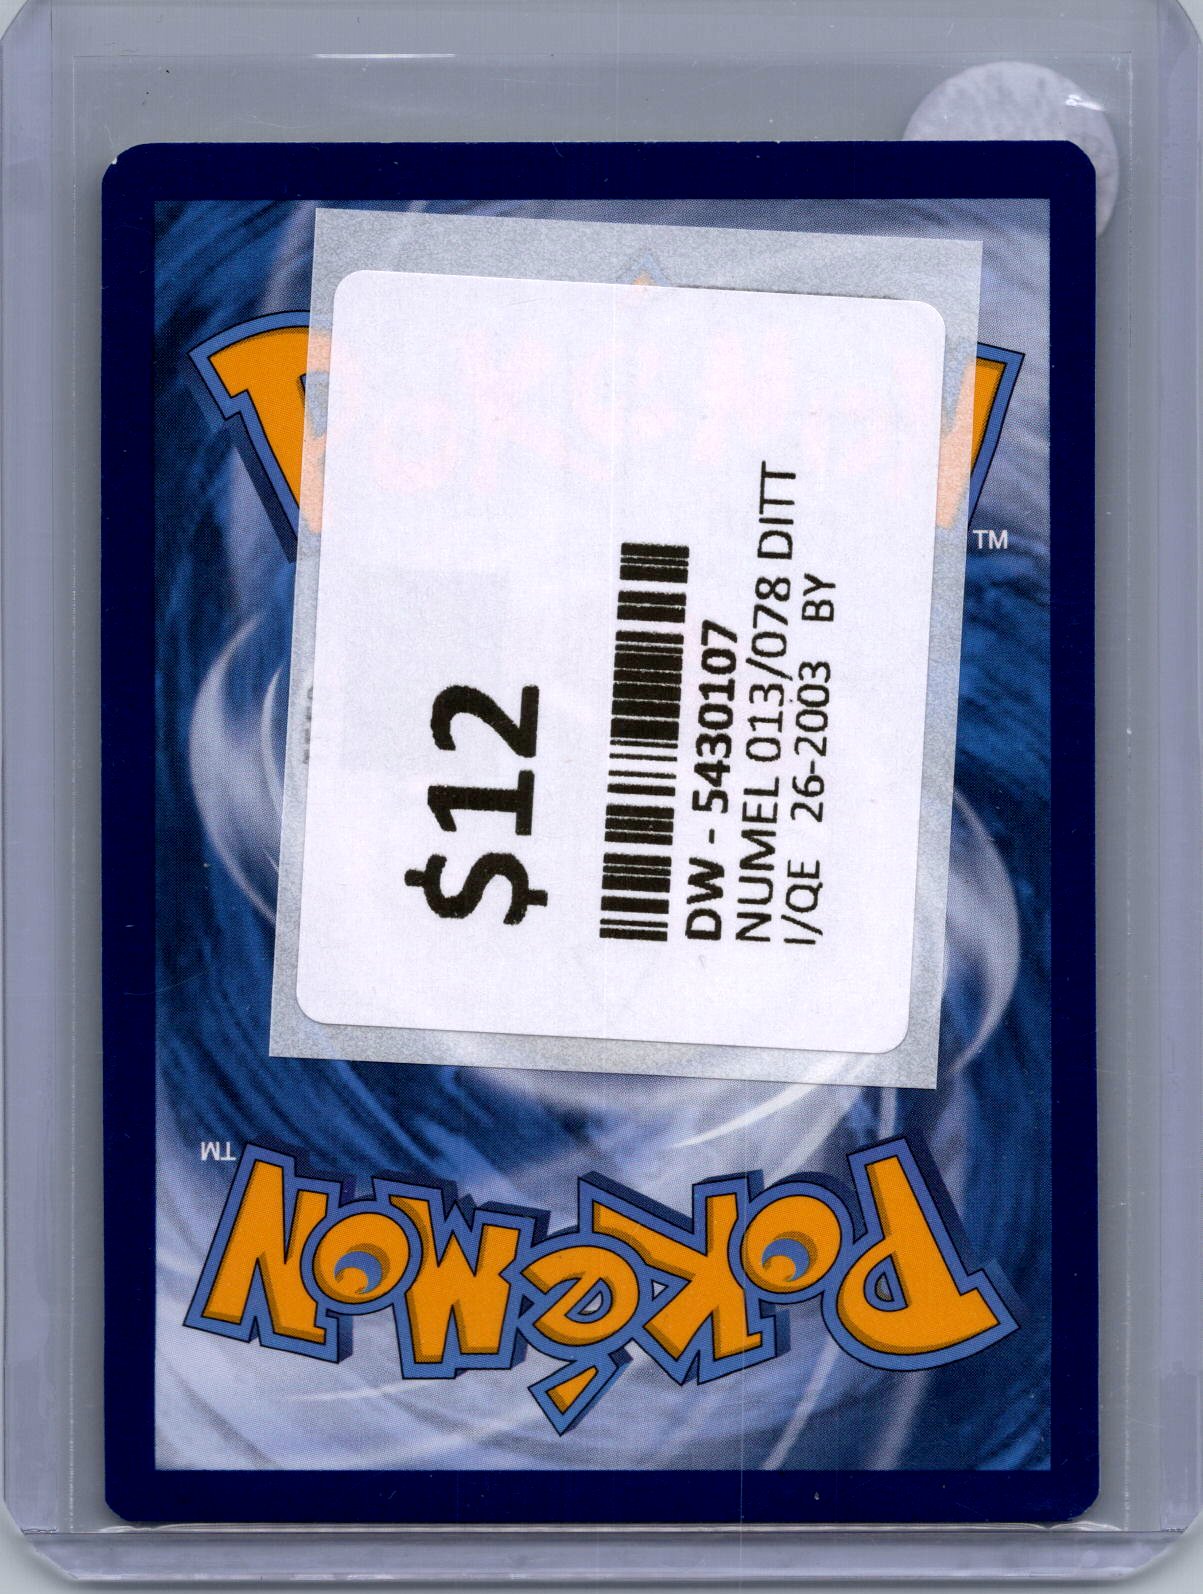 $12
DW - 5430107
NUMEL 013/078 DITT
I/QE 26-2003 BY
TM
Pokémon
TM